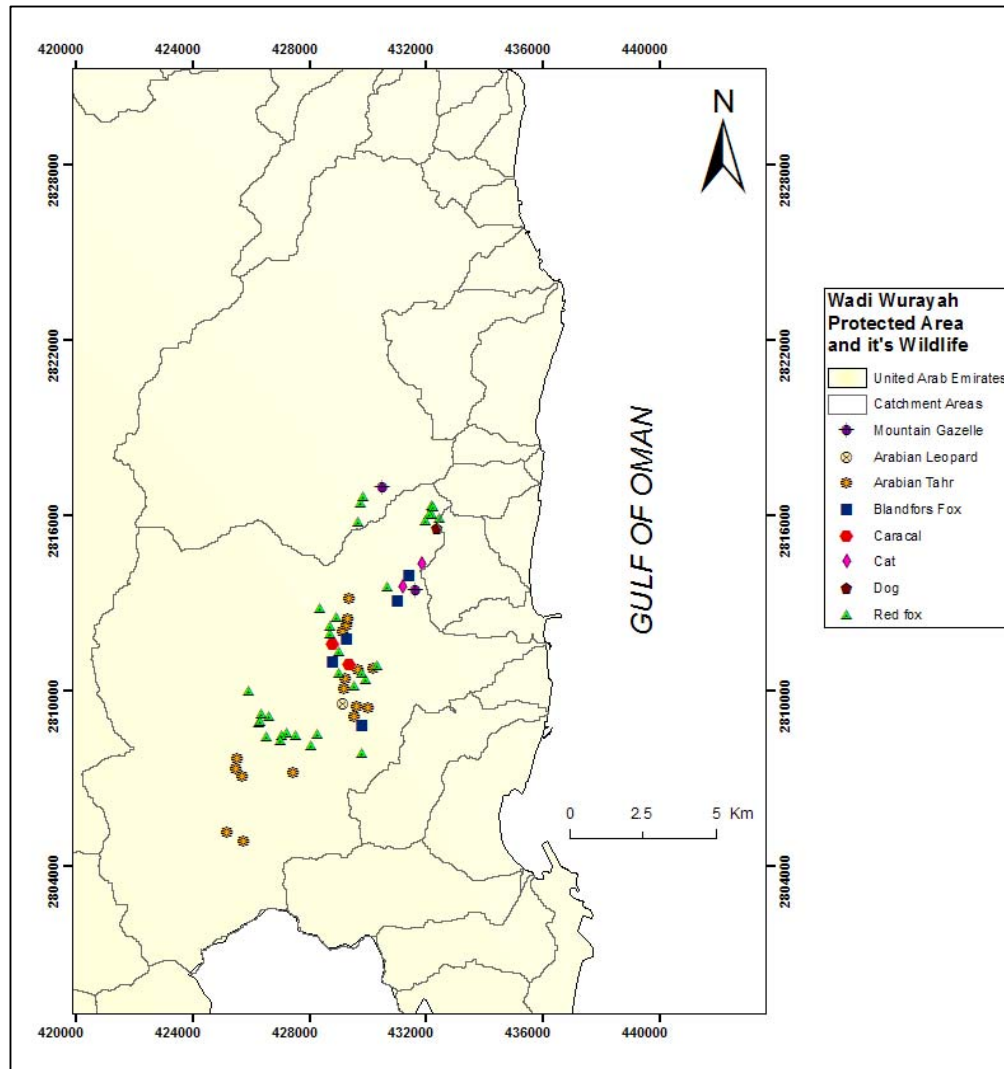 420000 424000 428000 432000 436000 440000
N
2828000 2828000
2822000 2822000
2816000 2816000
2810000 2810000
2804000 2804000
GULF OF OMAN
0 2.5 5 Km
420000 424000 428000 432000 436000 440000
Wadi Wurayah
Protected Area
and it's Wildlife
United Arab Emirates
Catchment Areas
Mountain Gazelle
Arabian Leopard
Arabian Tahr
Blandfors Fox
Caracal
Cat
Dog
Red fox